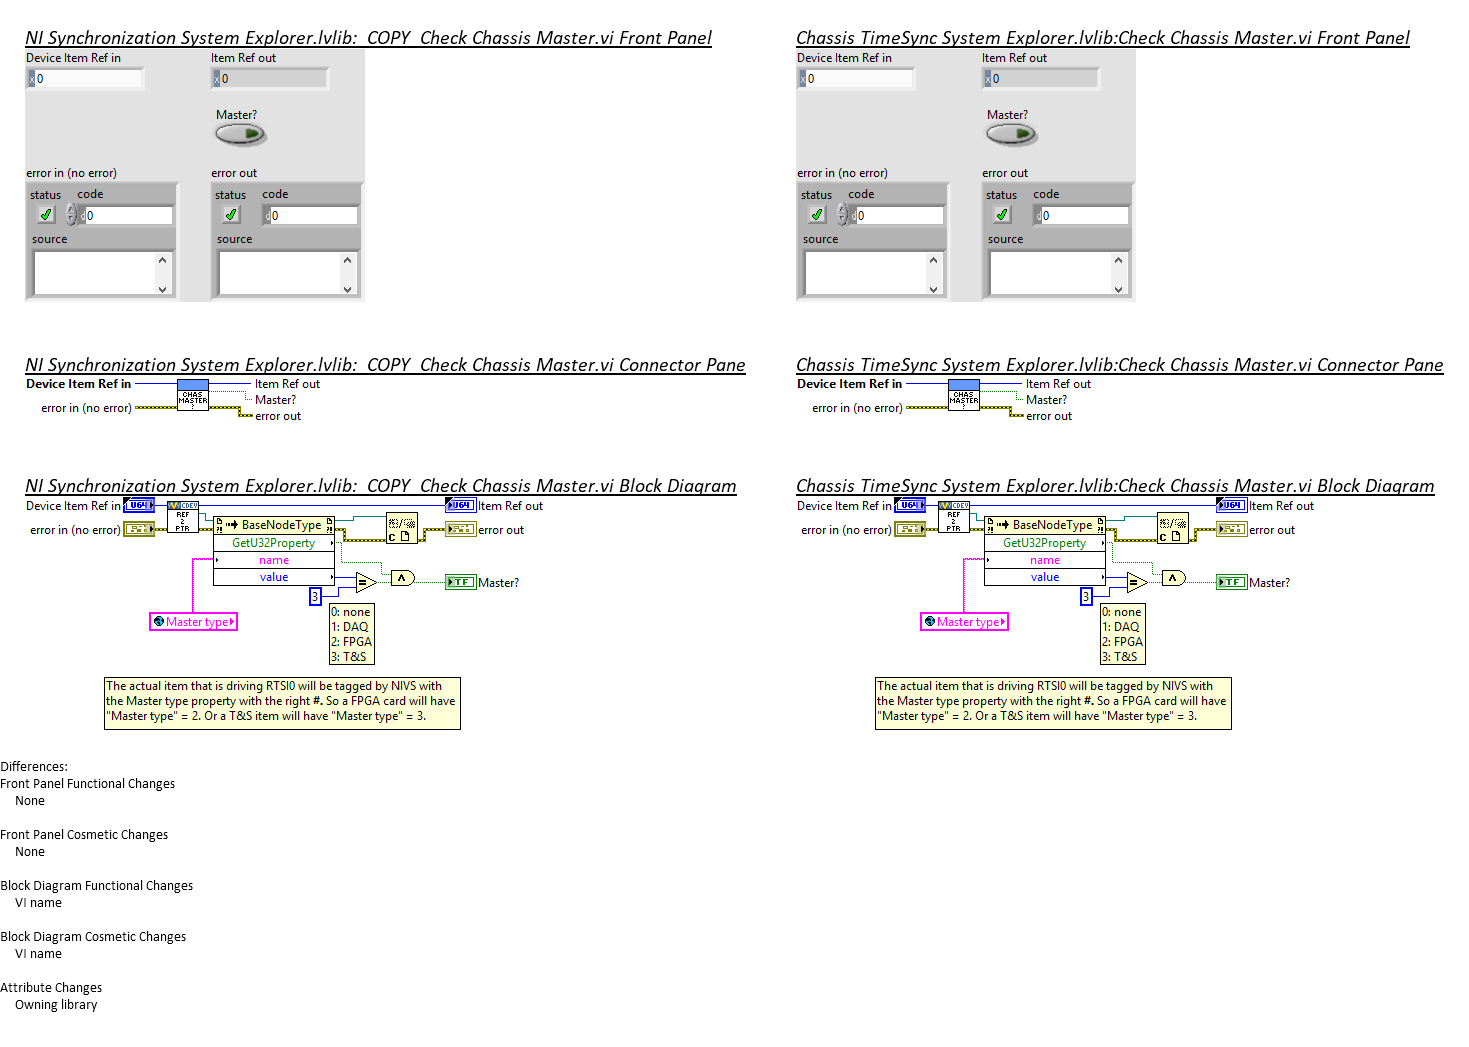 NI Synchronization System Explorer.lvlib:_COPY_Check Chassis Master.vi Front Panel
Device Item Ref in
Item Ref out
x 0
x 0
Master?
error in (no error)
error out
status code
status code
d 0
d 0
source
source
Chassis TimeSync System Explorer.lvlib:Check Chassis Master.vi Front Panel
Device Item Ref in
Item Ref out
x 0
x 0
Master?
error in (no error)
error out
status code
status code
d 0
d 0
source
source
NI Synchronization System Explorer.lvlib:_COPY_Check Chassis Master.vi Connector Pane
Device Item Ref in
Item Ref out
CHAS
MASTER
?
Master?
error in (no error)
error out
Chassis TimeSync System Explorer.lvlib:Check Chassis Master.vi Connector Pane
Device Item Ref in
Item Ref out
CHAS
MASTER
?
Master?
error in (no error)
error out
NI Synchronization System Explorer.lvlib:_COPY_Check Chassis Master.vi Block Diagram
Device Item Ref in
U64
CDEV
REF
2
PTR
U64
Item Ref out
error in (no error)
BaseNodeType
error out
GetU32Property
name
value
=
∧
TF
Master?
3
Master type
0: none
1: DAQ
2: FPGA
3: T&S
The actual item that is driving RTSI0 will be tagged by NIVS with
the Master type property with the right #. So a FPGA card will have
"Master type" = 2. Or a T&S item will have "Master type" = 3.
Chassis TimeSync System Explorer.lvlib:Check Chassis Master.vi Block Diagram
Device Item Ref in
U64
CDEV
REF
2
PTR
U64
Item Ref out
error in (no error)
BaseNodeType
error out
GetU32Property
name
value
=
∧
TF
Master?
3
Master type
0: none
1: DAQ
2: FPGA
3: T&S
The actual item that is driving RTSI0 will be tagged by NIVS with
the Master type property with the right #. So a FPGA card will have
"Master type" = 2. Or a T&S item will have "Master type" = 3.
Differences:
Front Panel Functional Changes
None
Front Panel Cosmetic Changes
None
Block Diagram Functional Changes
VI name
Block Diagram Cosmetic Changes
VI name
Attribute Changes
Owning library